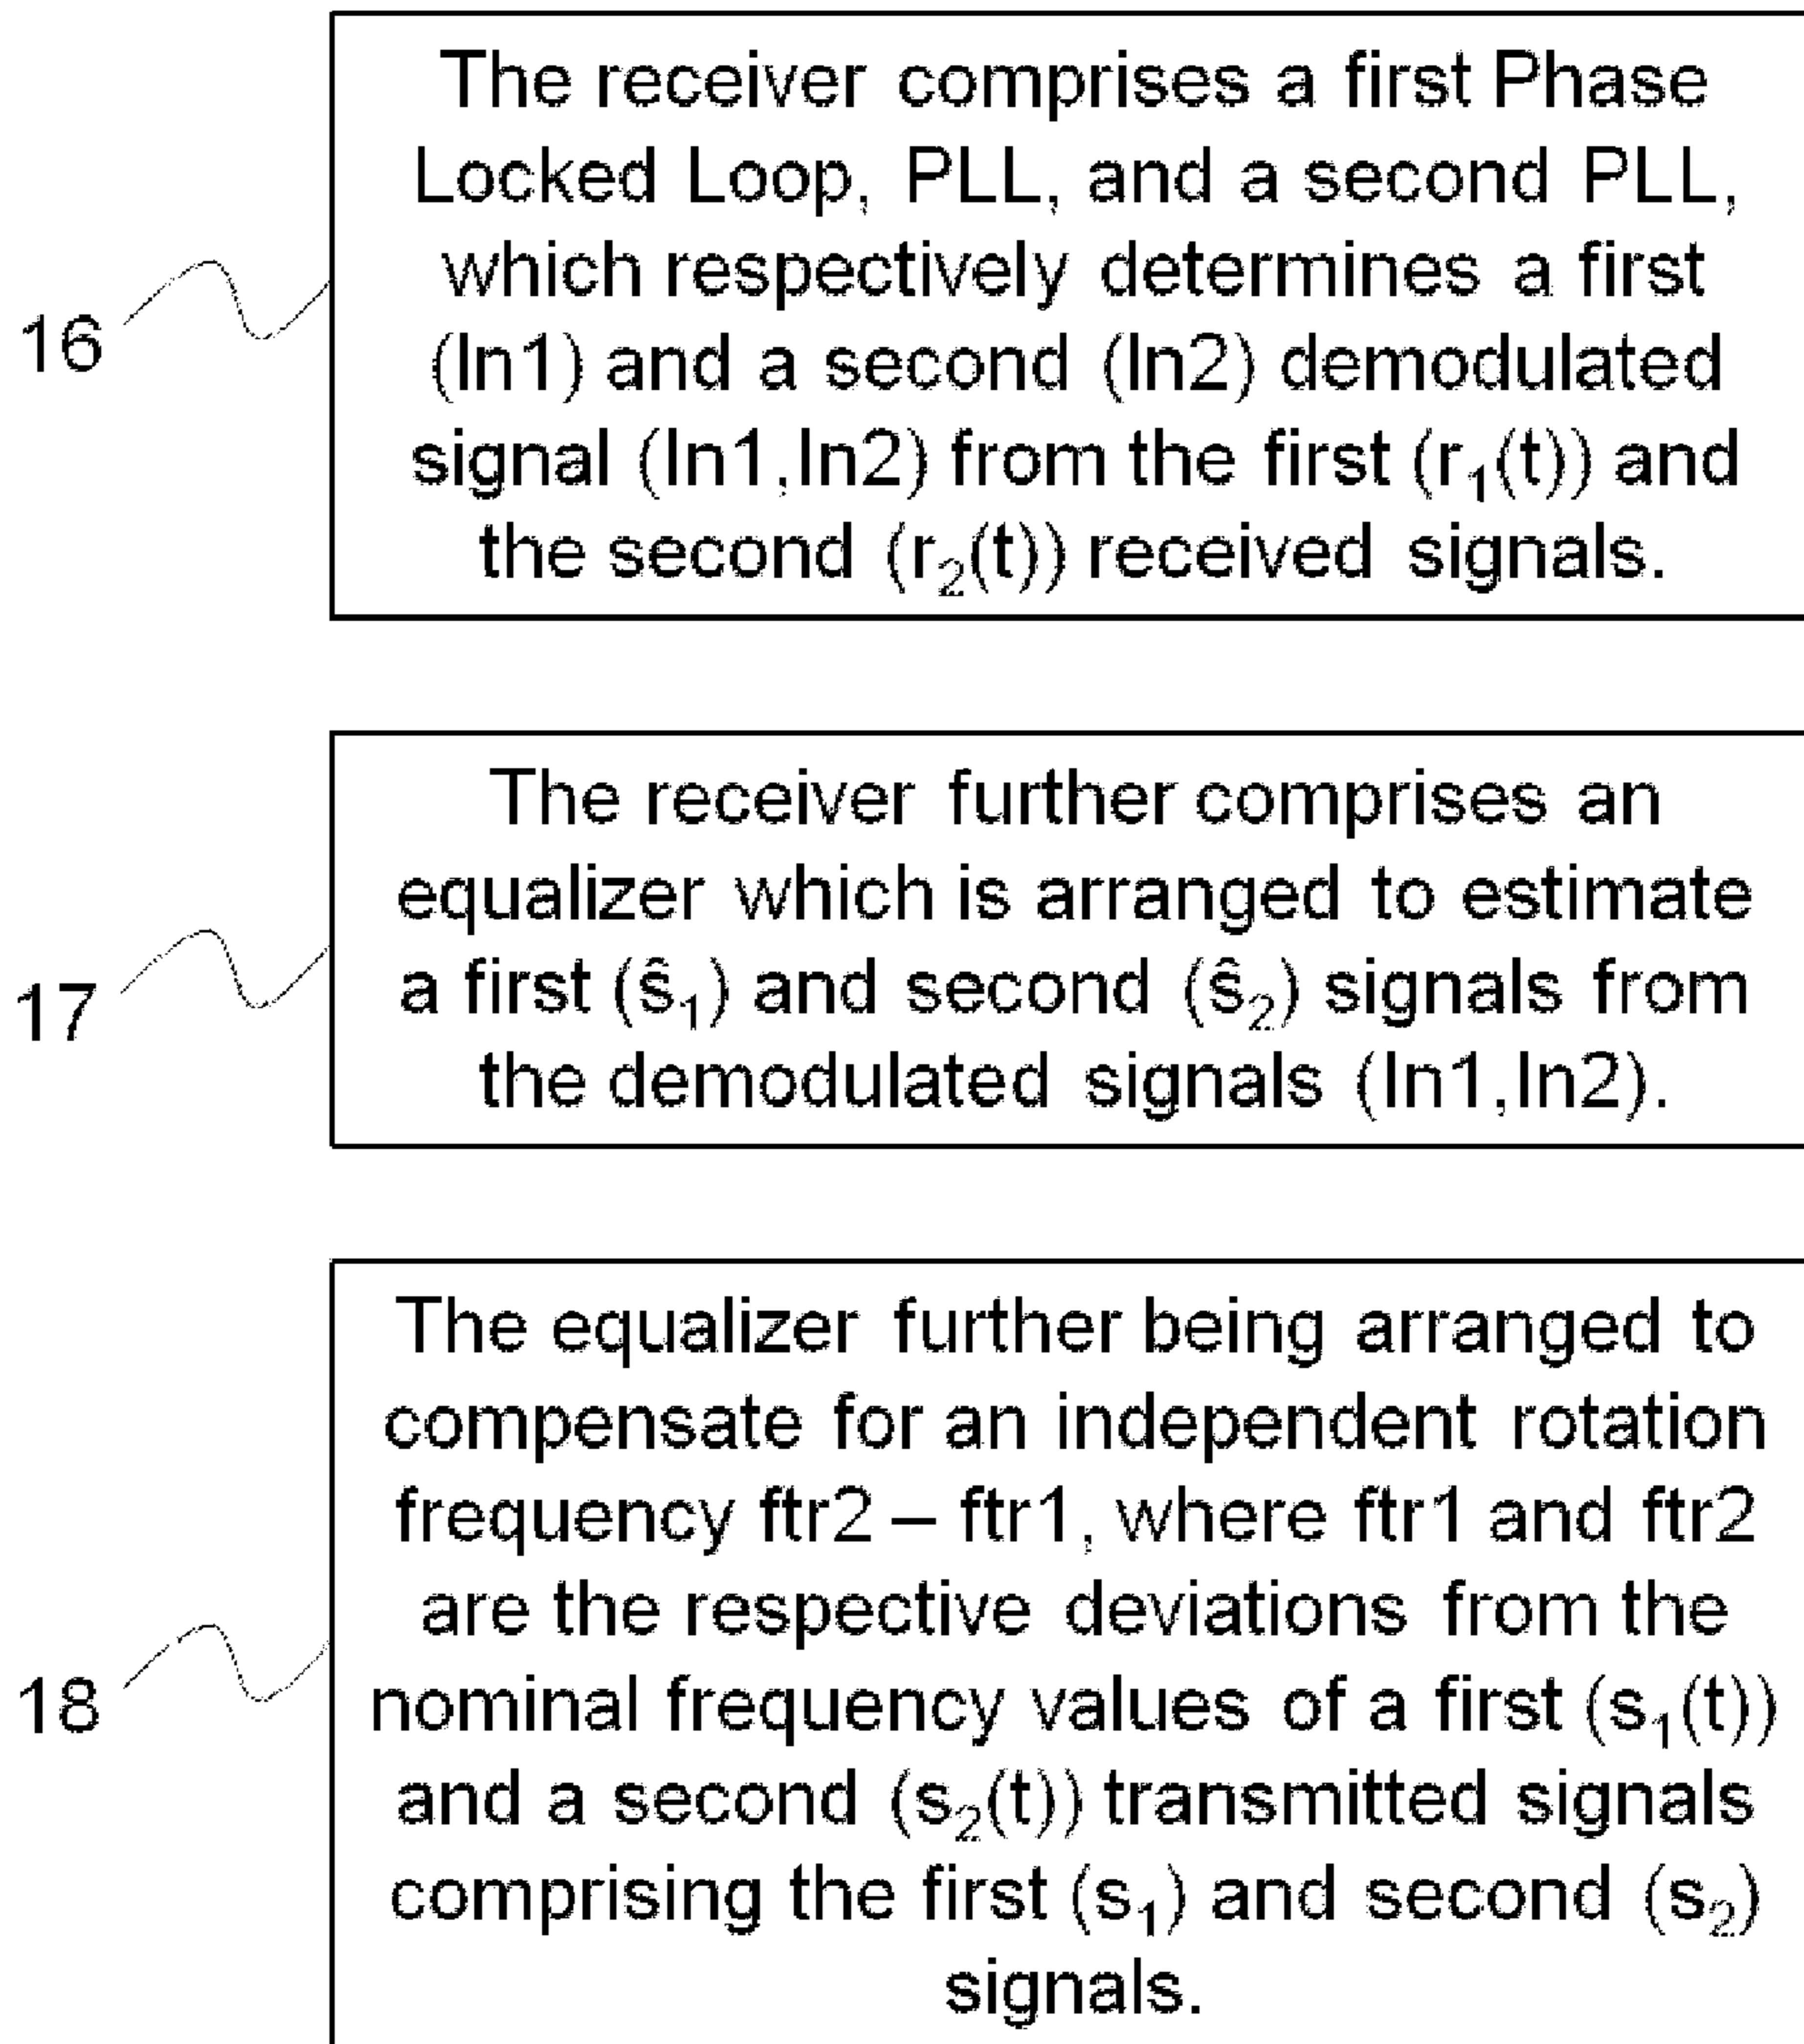 The receiver comprises a first Phase
Locked Loop, PLL, and a second PLL,
which respectively determines a first
(In1) and a second (In2) demodulated
signal (In1,In2) from the first (r₁(t)) and
the second (r₂(t)) received signals.
16
The receiver further comprises an
equalizer which is arranged to estimate
a first (ŝ₁) and second (ŝ₂) signals from
the demodulated signals (In1,In2).
17
The equalizer further being arranged to
compensate for an independent rotation
frequency ftr2 – ftr1, where ftr1 and ftr2
are the respective deviations from the
nominal frequency values of a first (s₁(t))
and a second (s₂(t)) transmitted signals
comprising the first (s₁) and second (s₂)
signals.
18